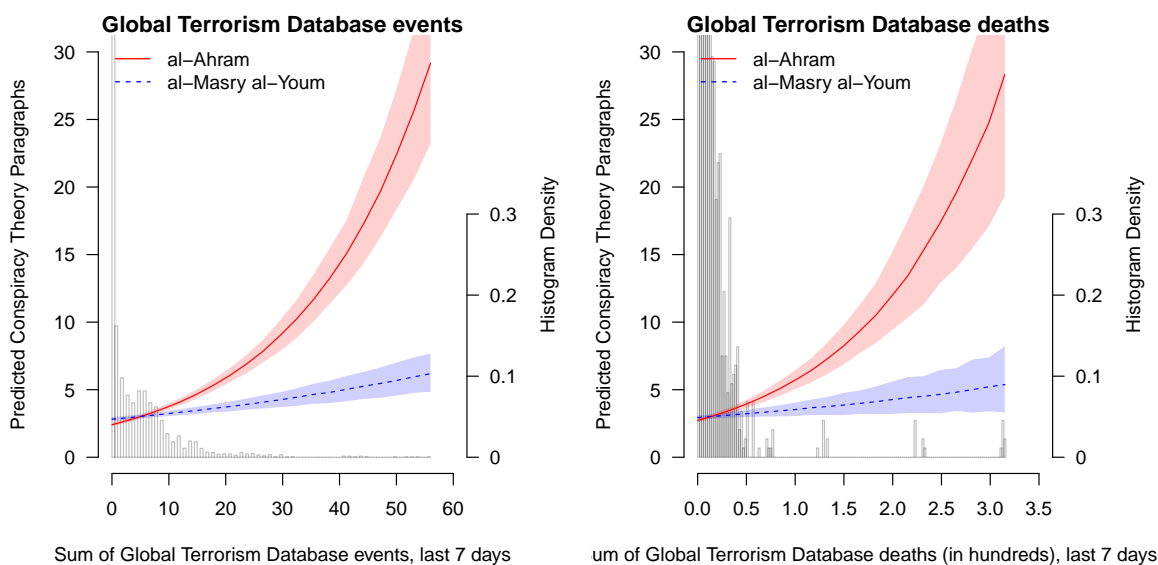 Global Terrorism Database events
al−Ahram
al−Masry al−Youm
Predicted Conspiracy Theory Paragraphs
30
25
20
15
10
5
0
Histogram Density
0.3
0.2
0.1
0
0 10 20 30 40 50 60
Sum of Global Terrorism Database events, last 7 days
Global Terrorism Database deaths
al−Ahram
al−Masry al−Youm
Predicted Conspiracy Theory Paragraphs
30
25
20
15
10
5
0
Histogram Density
0.3
0.2
0.1
0
0.0 0.5 1.0 1.5 2.0 2.5 3.0 3.5
um of Global Terrorism Database deaths (in hundreds), last 7 days